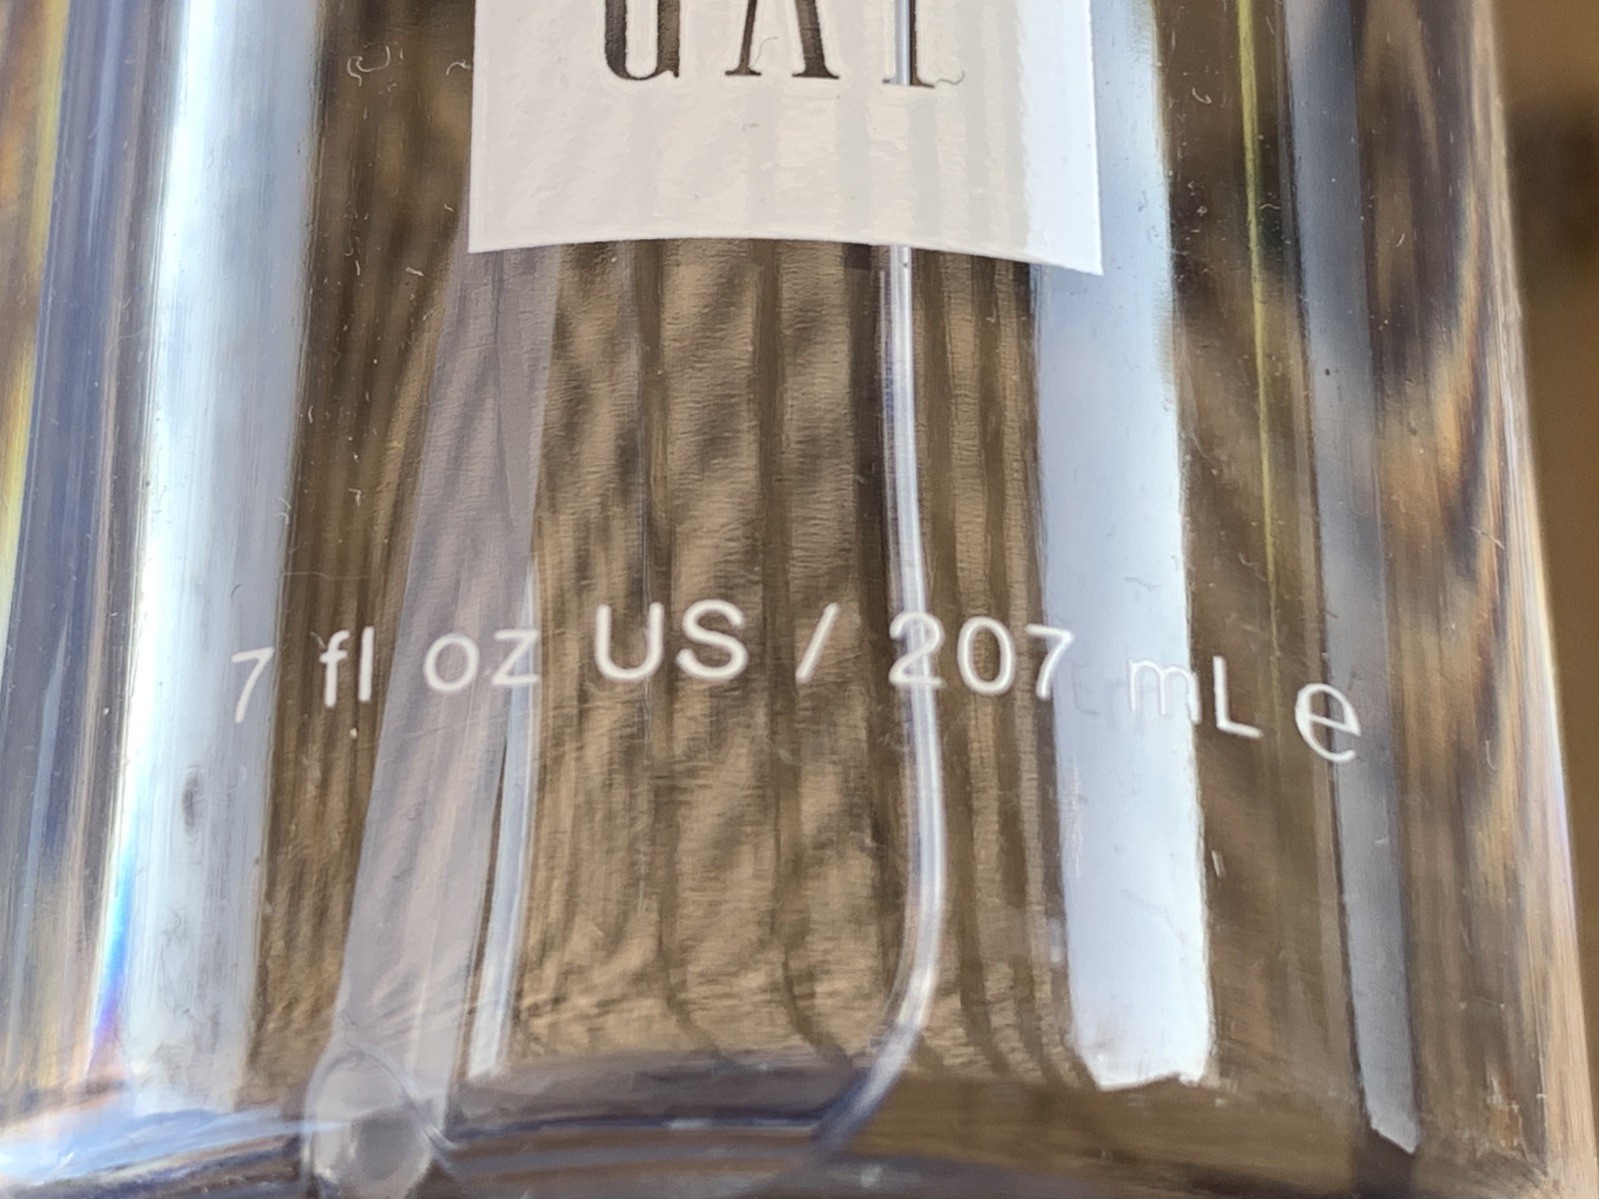 7 fl oz US / 207 mL ℮